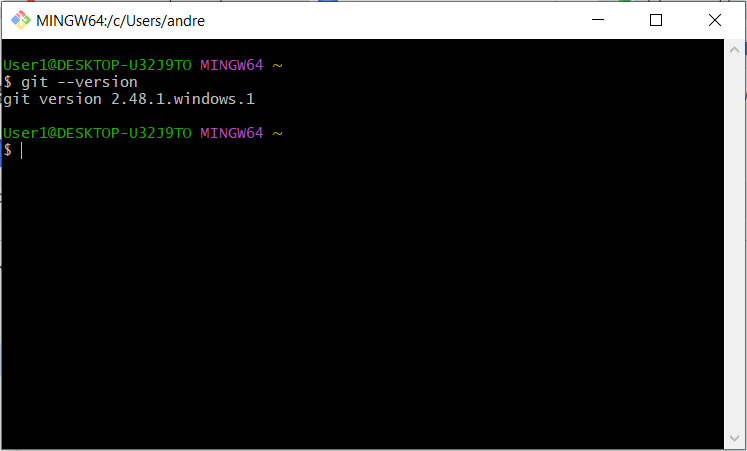 MINGW64:/c/Users/andre
User1@DESKTOP-U32J9TO MINGW64 ~
$ git --version
git version 2.48.1.windows.1
User1@DESKTOP-U32J9TO MINGW64 ~
$